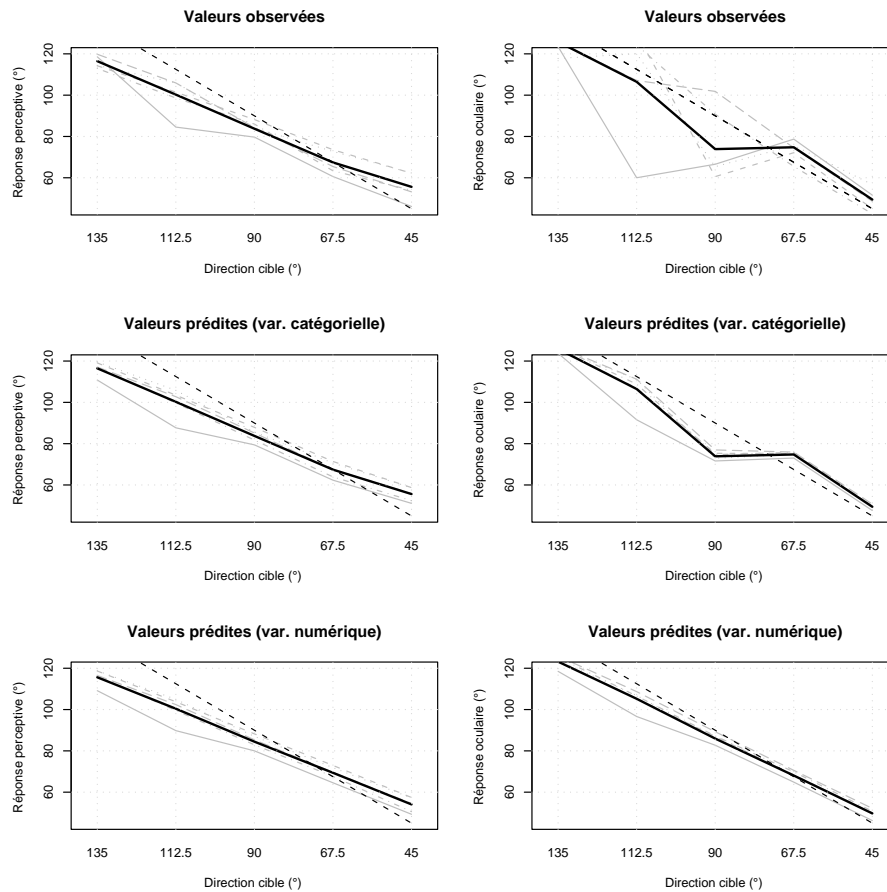 Valeurs observées
Réponse perceptive (°)
60 80 100 120
135 112.5 90 67.5 45
Direction cible (°)
Valeurs observées
Réponse oculaire (°)
60 80 100 120
135 112.5 90 67.5 45
Direction cible (°)
Valeurs prédites (var. catégorielle)
Réponse perceptive (°)
60 80 100 120
135 112.5 90 67.5 45
Direction cible (°)
Valeurs prédites (var. catégorielle)
Réponse oculaire (°)
60 80 100 120
135 112.5 90 67.5 45
Direction cible (°)
Valeurs prédites (var. numérique)
Réponse perceptive (°)
60 80 100 120
135 112.5 90 67.5 45
Direction cible (°)
Valeurs prédites (var. numérique)
Réponse oculaire (°)
60 80 100 120
135 112.5 90 67.5 45
Direction cible (°)